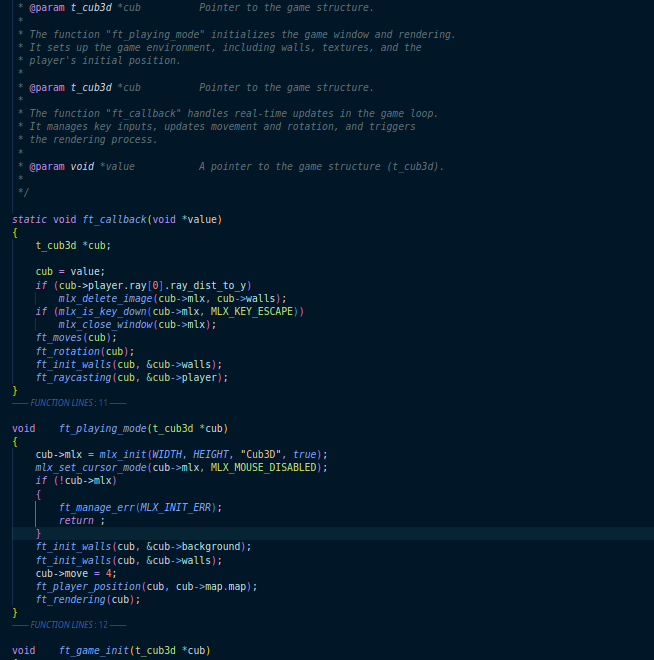 * @param t_cub3d *cub Pointer to the game structure.
*
* The function "ft_playing_mode" initializes the game window and rendering.
* It sets up the game environment, including walls, textures, and the
* player's initial position.
*
* @param t_cub3d *cub Pointer to the game structure.
*
* The function "ft_callback" handles real-time updates in the game loop.
* It manages key inputs, updates movement and rotation, and triggers
* the rendering process.
*
* @param void *value A pointer to the game structure (t_cub3d).
*
*/
static void ft_callback(void *value)
{
t_cub3d *cub;
cub = value;
if (cub->player.ray[0].ray_dist_to_y)
mlx_delete_image(cub->mlx, cub->walls);
if (mlx_is_key_down(cub->mlx, MLX_KEY_ESCAPE))
mlx_close_window(cub->mlx);
ft_moves(cub);
ft_rotation(cub);
ft_init_walls(cub, &cub->walls);
ft_raycasting(cub, &cub->player);
}
FUNCTION LINES: 11
void ft_playing_mode(t_cub3d *cub)
{
cub->mlx = mlx_init(WIDTH, HEIGHT, "Cub3D", true);
mlx_set_cursor_mode(cub->mlx, MLX_MOUSE_DISABLED);
if (!cub->mlx)
{
ft_manage_err(MLX_INIT_ERR);
return ;
}
ft_init_walls(cub, &cub->background);
ft_init_walls(cub, &cub->walls);
cub->move = 4;
ft_player_position(cub, cub->map.map);
ft_rendering(cub);
}
FUNCTION LINES: 12
void ft_game_init(t_cub3d *cub)